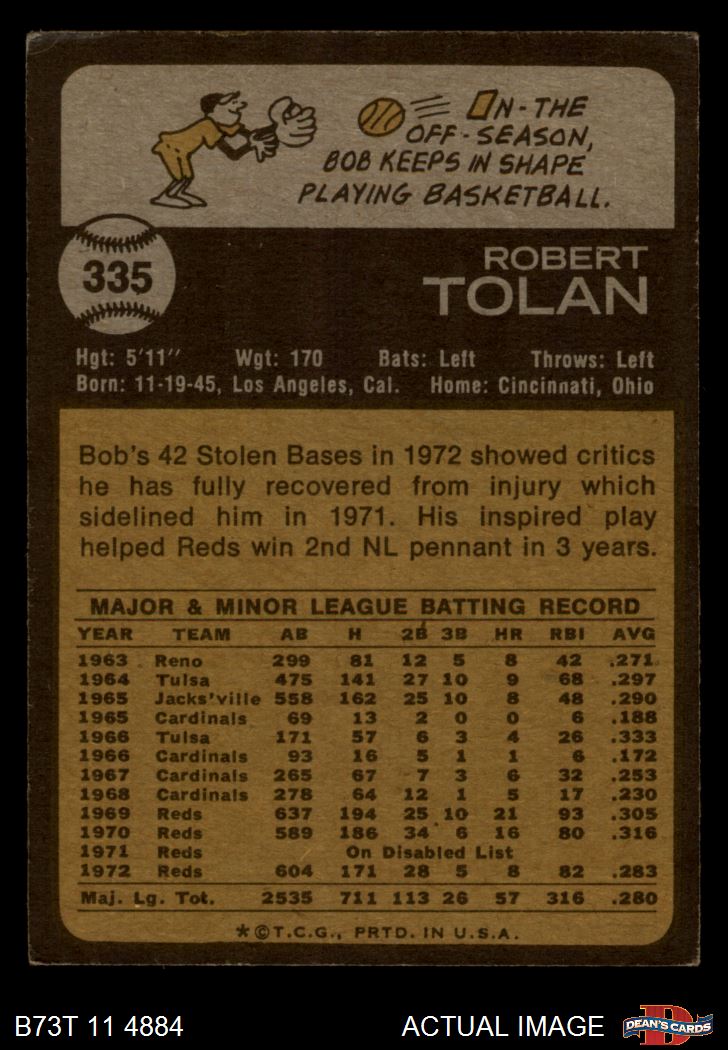 ON-THE
OFF-SEASON,
BOB KEEPS IN SHAPE
PLAYING BASKETBALL.
335
ROBERT
TOLAN
Hgt: 5'11" Wgt: 170 Bats: Left Throws: Left
Born: 11-19-45, Los Angeles, Cal. Home: Cincinnati, Ohio
Bob's 42 Stolen Bases in 1972 showed critics
he has fully recovered from injury which
sidelined him in 1971. His inspired play
helped Reds win 2nd NL pennant in 3 years.
MAJOR & MINOR LEAGUE BATTING RECORD
YEAR TEAM AB H 2B 3B HR RBI AVG
1963 Reno 299 81 12 5 8 42 .271
1964 Tulsa 475 141 27 10 9 68 .297
1965 Jacks'ville 558 162 25 10 8 48 .290
1965 Cardinals 69 13 2 0 0 6 .188
1966 Tulsa 171 57 6 3 4 26 .333
1966 Cardinals 93 16 5 1 1 6 .172
1967 Cardinals 265 67 7 3 6 32 .253
1968 Cardinals 278 64 12 1 5 17 .230
1969 Reds 637 194 25 10 21 93 .305
1970 Reds 589 186 34 6 16 80 .316
1971 Reds On Disabled List
1972 Reds 604 171 28 5 8 82 .283
Maj. Lg. Tot. 2535 711 113 26 57 316 .280
*©T.C.G., PRTD. IN U.S.A.
B73T 11 4884 ACTUAL IMAGE D DEAN'S CARDS